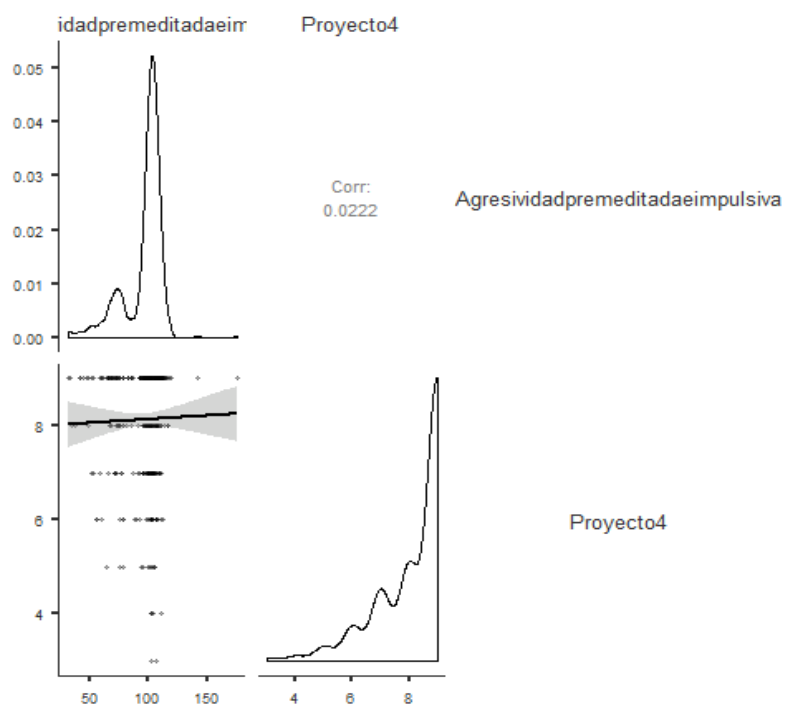 idadpremeditadaeim
Proyecto4
0.05
0.04
0.03
0.02
0.01
0.00
Corr:
0.0222
Agresividadpremeditadaeimpulsiva
8
6
4
Proyecto4
50 100 150
4 6 8